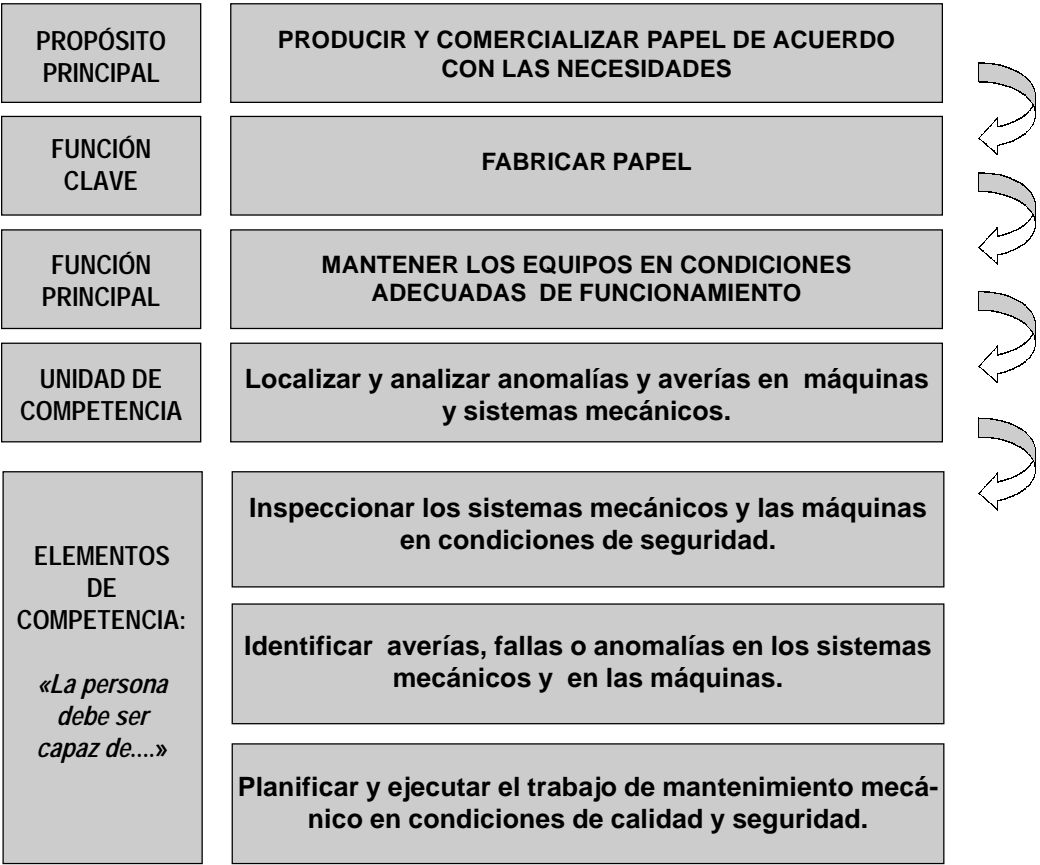 PROPÓSITO
PRINCIPAL
PRODUCIR Y COMERCIALIZAR PAPEL DE ACUERDO
CON LAS NECESIDADES
FUNCIÓN
CLAVE
FABRICAR PAPEL
FUNCIÓN
PRINCIPAL
MANTENER LOS EQUIPOS EN CONDICIONES
ADECUADAS DE FUNCIONAMIENTO
UNIDAD DE
COMPETENCIA
Localizar y analizar anomalías y averías en máquinas
y sistemas mecánicos.
ELEMENTOS
DE
COMPETENCIA:
«La persona
debe ser
capaz de....»
Inspeccionar los sistemas mecánicos y las máquinas
en condiciones de seguridad.
Identificar averías, fallas o anomalías en los sistemas
mecánicos y en las máquinas.
Planificar y ejecutar el trabajo de mantenimiento mecá-
nico en condiciones de calidad y seguridad.